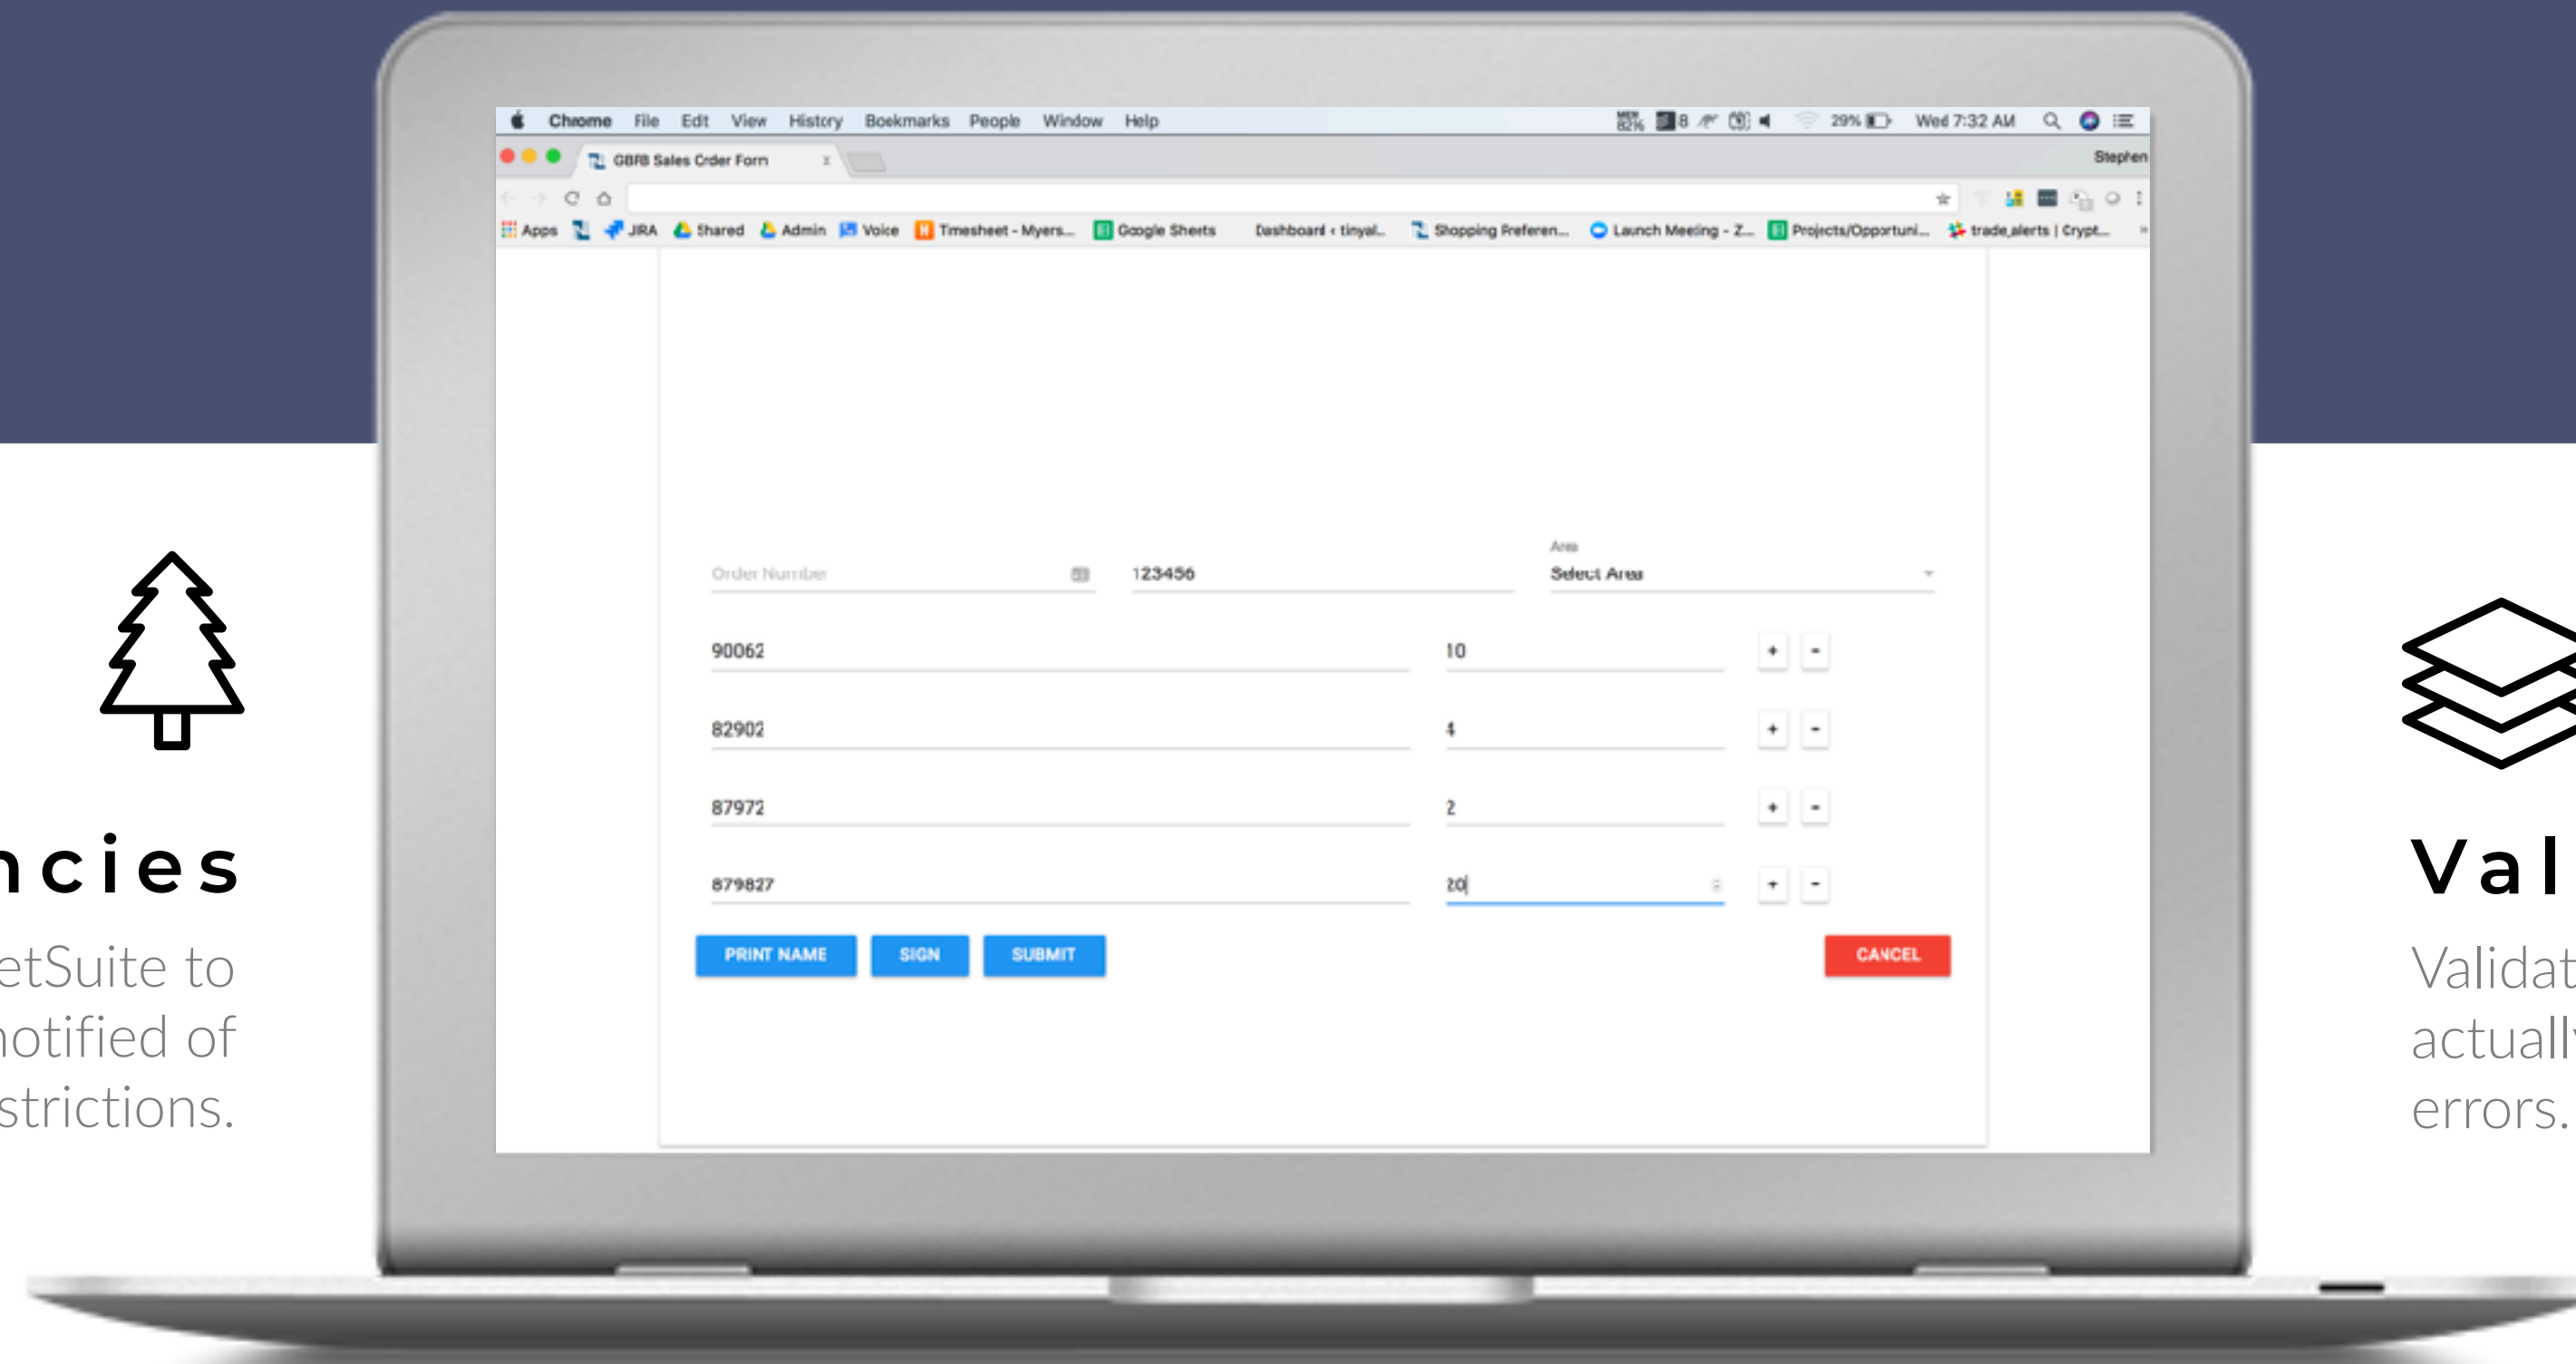 Chrome File Edit View History Bookmarks People Window Help 29% Wed 7:32 AM
GBFB Sales Order Form Stephen
Apps JIRA Shared Admin Voice Timesheet - Myers... Google Sheets Dashboard ‹ tinyal... Shopping Preferen... Launch Meeting - Z... Projects/Opportuni... trade_alerts | Crypt...
Area
Order Number 123456 Select Area
90062 10 + -
82902 4 + -
87972 2 + -
879827 20 + -
PRINT NAME SIGN SUBMIT CANCEL
ncies
etSuite to
notified of
strictions.
Val
Validat
actually
errors.